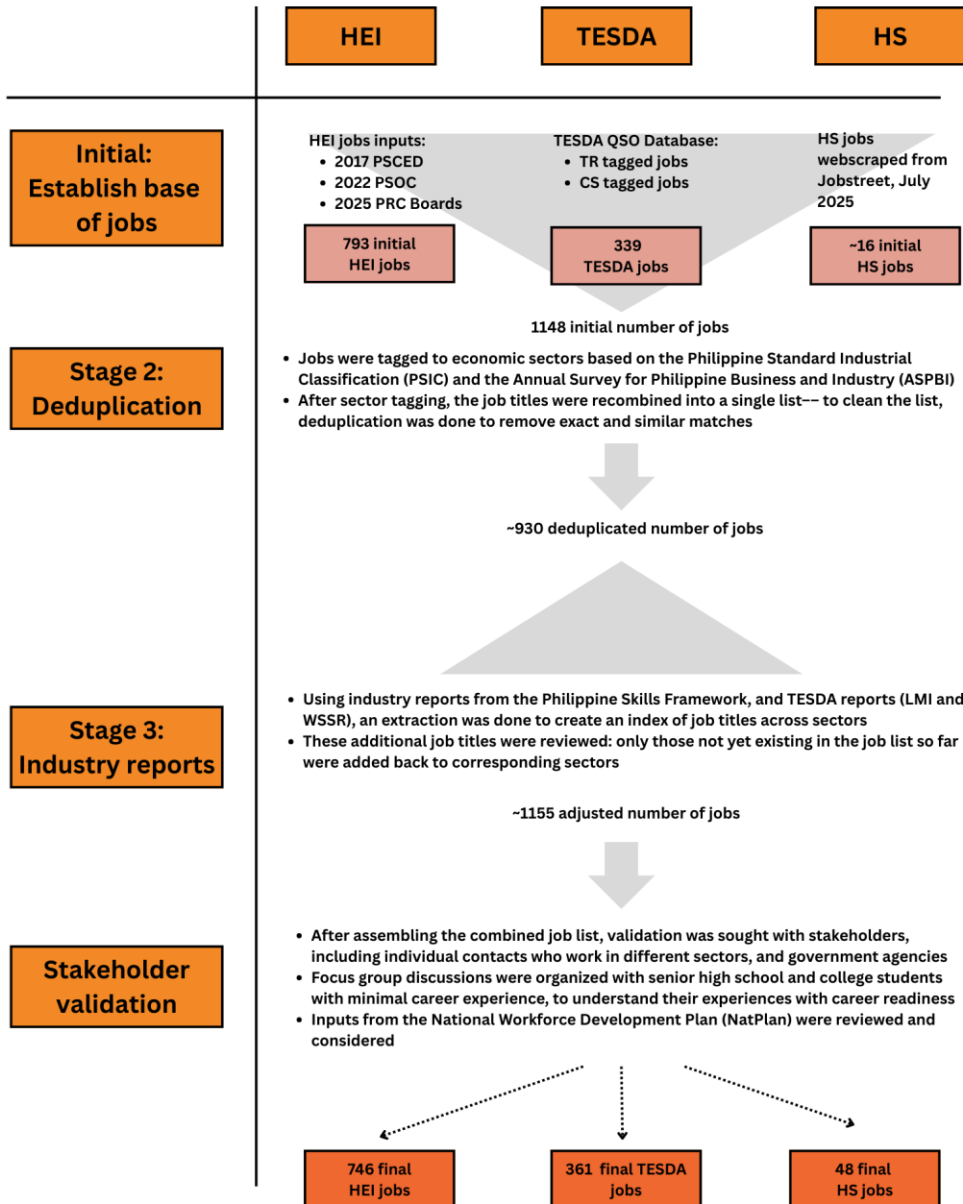 HEI
TESDA
HS
Initial:
Establish base
of jobs
HEI jobs inputs:
• 2017 PSCED
• 2022 PSOC
• 2025 PRC Boards
TESDA QSO Database:
• TR tagged jobs
• CS tagged jobs
HS jobs
webscraped from
Jobstreet, July
2025
793 initial
HEI jobs
339
TESDA jobs
~16 initial
HS jobs
1148 initial number of jobs
Stage 2:
Deduplication
• Jobs were tagged to economic sectors based on the Philippine Standard Industrial
Classification (PSIC) and the Annual Survey for Philippine Business and Industry (ASPBI)
• After sector tagging, the job titles were recombined into a single list–– to clean the list,
deduplication was done to remove exact and similar matches
~930 deduplicated number of jobs
Stage 3:
Industry reports
• Using industry reports from the Philippine Skills Framework, and TESDA reports (LMI and
WSSR), an extraction was done to create an index of job titles across sectors
• These additional job titles were reviewed: only those not yet existing in the job list so far
were added back to corresponding sectors
~1155 adjusted number of jobs
Stakeholder
validation
• After assembling the combined job list, validation was sought with stakeholders,
including individual contacts who work in different sectors, and government agencies
• Focus group discussions were organized with senior high school and college students
with minimal career experience, to understand their experiences with career readiness
• Inputs from the National Workforce Development Plan (NatPlan) were reviewed and
considered
746 final
HEI jobs
361 final TESDA
jobs
48 final
HS jobs